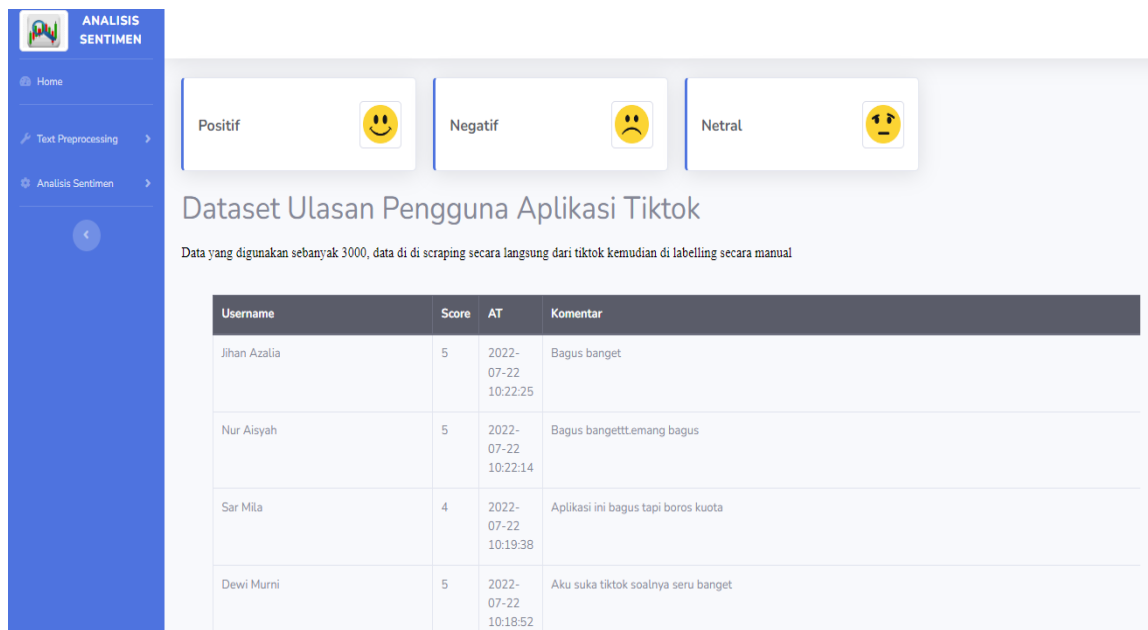 ANALISIS
SENTIMEN
Home
Text Preprocessing
Analisis Sentimen
Positif
Negatif
Netral
Dataset Ulasan Pengguna Aplikasi Tiktok
Data yang digunakan sebanyak 3000, data di di scraping secara langsung dari tiktok kemudian di labelling secara manual
Username Score AT Komentar
Jihan Azalia 5 2022-
07-22
10:22:25 Bagus banget
Nur Aisyah 5 2022-
07-22
10:22:14 Bagus bangettt.emang bagus
Sar Mila 4 2022-
07-22
10:19:38 Aplikasi ini bagus tapi boros kuota
Dewi Murni 5 2022-
07-22
10:18:52 Aku suka tiktok soalnya seru banget